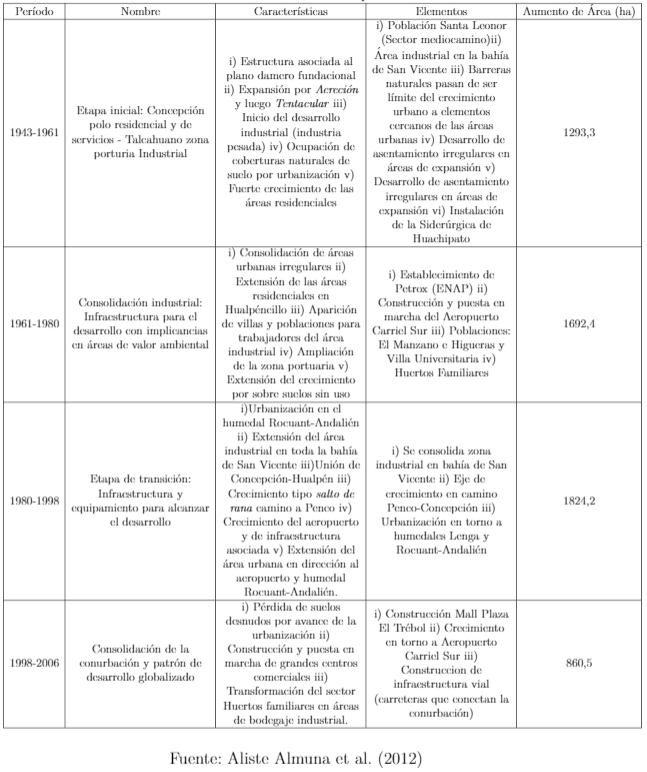 Período Nombre Características Elementos Aumento de Área (ha)
1943-1961
Etapa inicial: Concepción
polo residencial y de
servicios - Talcahuano zona
porturia Industrial
i) Estructura asociada al
plano damero fundacional
ii) Expansión por Acreción
y luego Tentacular iii)
Inicio del desarrollo
industrial (industria
pesada) iv) Ocupación de
coberturas naturales de
suelo por urbanización v)
Fuerte crecimiento de las
áreas residenciales
i) Población Santa Leonor
(Sector mediocamino)ii)
Área industrial en la bahía
de San Vicente iii) Barreras
naturales pasan de ser
límite del crecimiento
urbano a elementos
cercanos de las áreas
urbanas iv) Desarrollo de
asentamiento irregulares en
áreas de expansión v)
Desarrollo de asentamiento
irregulares en áreas de
expansión vi) Instalación
de la Siderúrgica de
Huachipato
1293,3
1961-1980
Consolidación industrial:
Infraestructura para el
desarrollo con implicancias
en áreas de valor ambiental
i) Consolidación de áreas
urbanas irregulares ii)
Extensión de las áreas
residenciales en
Hualpéncillo iii) Aparición
de villas y poblaciones para
trabajadores del área
industrial iv) Ampliación
de la zona portuaria v)
Extensión del crecimiento
por sobre suelos sin uso
i) Establecimiento de
Petrox (ENAP) ii)
Construcción y puesta en
marcha del Aeropuerto
Carriel Sur iii) Poblaciones:
El Manzano e Higueras y
Villa Universitaria iv)
Huertos Familiares
1692,4
1980-1998
Etapa de transición:
Infraestructura y
equipamiento para alcanzar
el desarrollo
i)Urbanización en el
humedal Rocuant-Andalién
ii) Extensión del área
industrial en toda la bahía
de San Vicente iii)Unión de
Concepción-Hualpén iii)
Crecimiento tipo salto de
rana camino a Penco iv)
Crecimiento del aeropuerto
y de infraestructura
asociada v) Extensión del
área urbana en dirección al
aeropuerto y humedal
Rocuant-Andalién.
i) Se consolida zona
industrial en bahía de San
Vicente ii) Eje de
crecimiento en camino
Penco-Concepción iii)
Urbanización en torno a
humedales Lenga y
Rocuant-Andalién
1824,2
1998-2006
Consolidación de la
conurbación y patrón de
desarrollo globalizado
i) Pérdida de suelos
desnudos por avance de la
urbanización ii)
Construcción y puesta en
marcha de grandes centros
comerciales iii)
Transformación del sector
Huertos familiares en áreas
de bodegaje industrial.
i) Construcción Mall Plaza
El Trébol ii) Crecimiento
en torno a Aeropuerto
Carriel Sur iii)
Construccion de
infraestructura vial
(carreteras que conectan la
conurbación)
860,5
Fuente: Aliste Almuna et al. (2012)